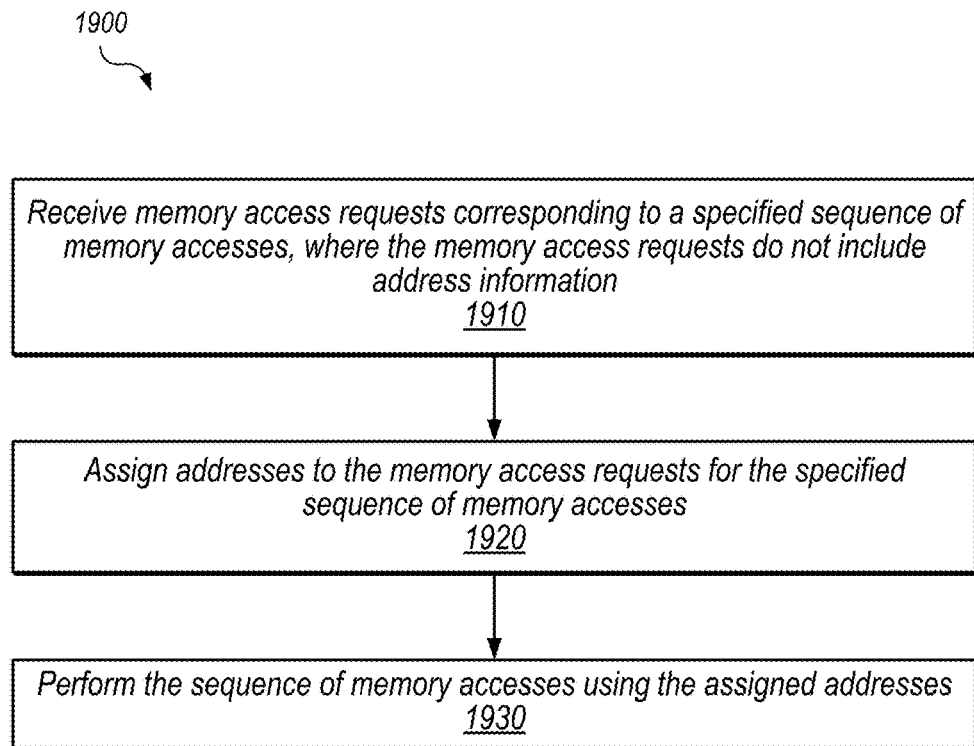 1900
Receive memory access requests corresponding to a specified sequence of
memory accesses, where the memory access requests do not include
address information
1910
Assign addresses to the memory access requests for the specified
sequence of memory accesses
1920
Perform the sequence of memory accesses using the assigned addresses
1930